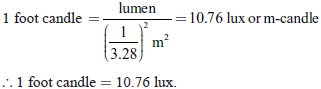 1 foot candle = lumen / (1/3.28)² m² = 10.76 lux or m-candle
∴ 1 foot candle = 10.76 lux.